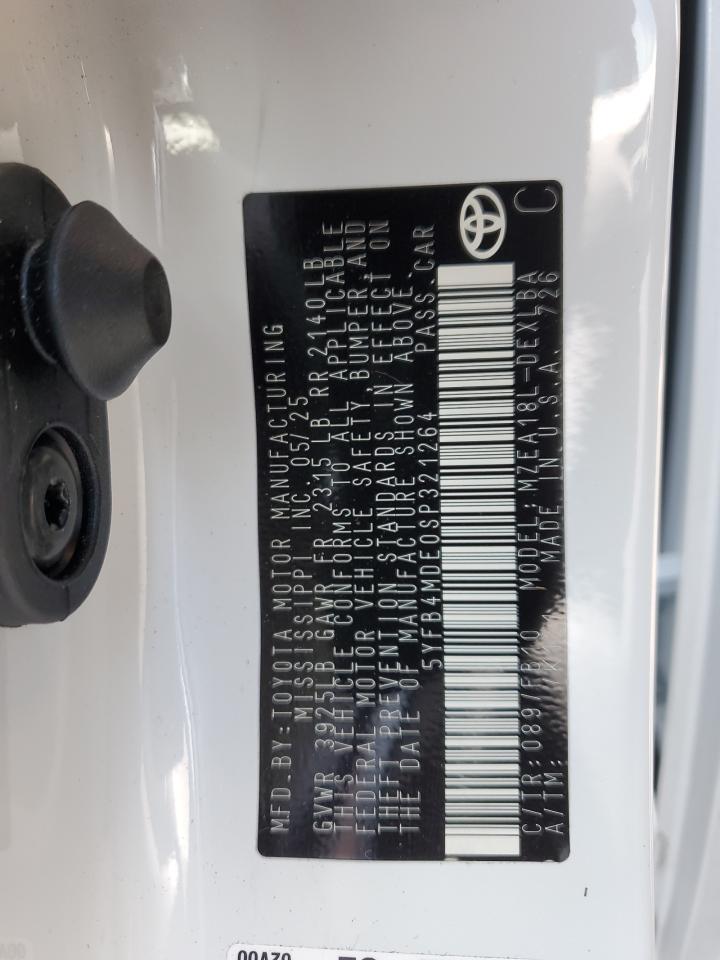 MFD.BY:TOYOTA MOTOR MANUFACTURING
MISSISSIPPI INC. 05/25
GVWR 3925LB GAWR FR 2315 LB RR 2140LB
THIS VEHICLE CONFORMS TO ALL APPLICABLE
FEDERAL MOTOR VEHICLE SAFETY, BUMPER, AND
THEFT PREVENTION STANDARDS IN EFFECT ON
THE DATE OF MANUFACTURE SHOWN ABOVE.
5YFB4MDE0SP321264 PASS.CAR
C/TR:089/FB10 MODEL:MZEA18L-DEXLBA
A/TM: MADE IN U.S.A. 726
C